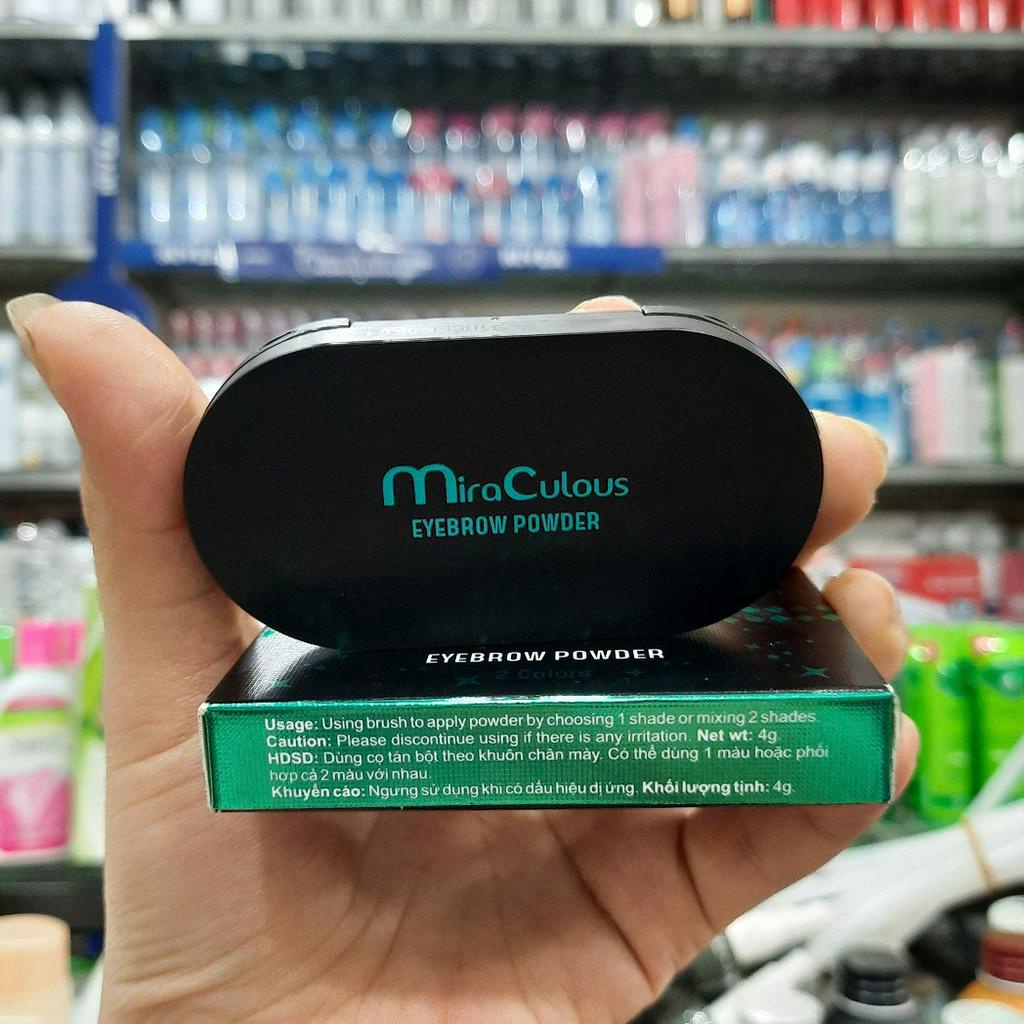 MiraCulous
EYEBROW POWDER
EYEBROW POWDER
2 Colors
Usage: Using brush to apply powder by choosing 1 shade or mixing 2 shades
Caution: Please discontinue using if there is any irritation. Net wt: 4g.
HDSD: Dùng cọ tán bột theo khuôn chân mày. Có thể dùng 1 màu hoặc phối
hợp cả 2 màu với nhau.
Khuyến cáo: Ngưng sử dụng khi có dấu hiệu dị ứng. Khối lượng tịnh: 4g.